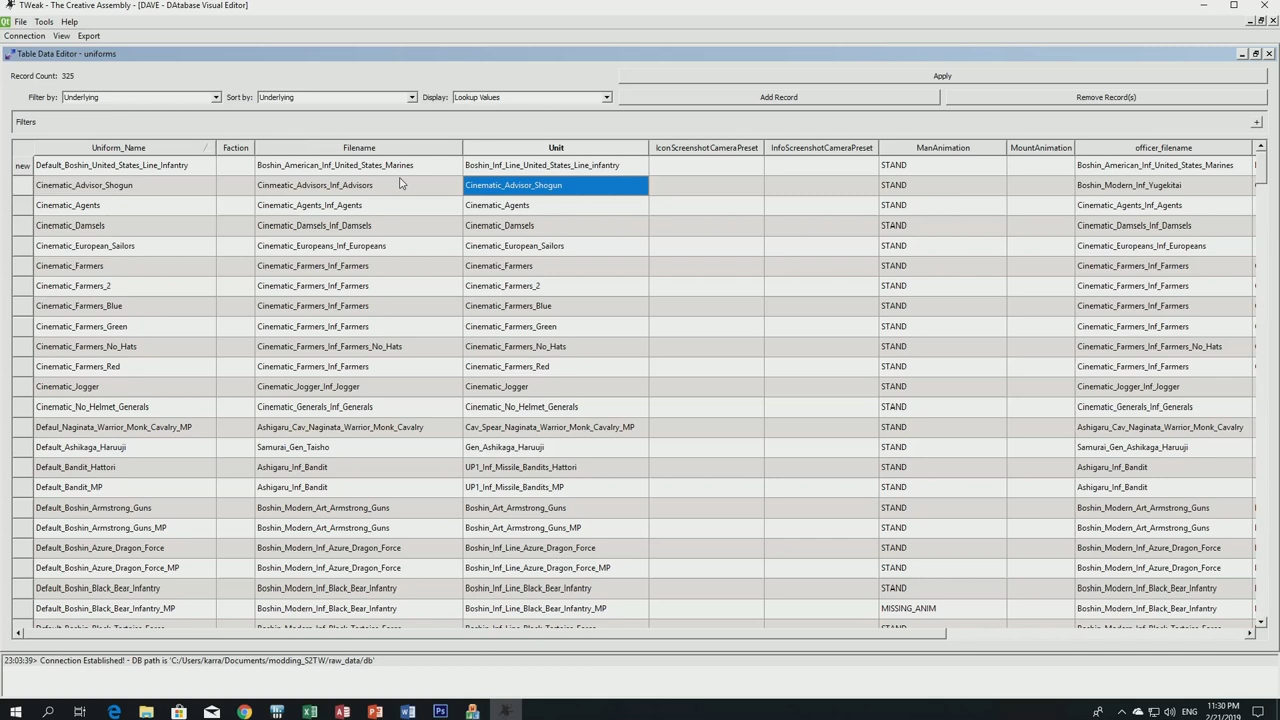 TWeak - The Creative Assembly - [DAVE - DAtabase Visual Editor]
Qt File Tools Help
Connection View Export
Table Data Editor - uniforms
Record Count: 325 Apply
Filter by: Underlying Sort by: Underlying Display: Lookup Values Add Record Remove Record(s)
Filters +
Uniform_Name Faction Filename Unit IconScreenshotCameraPreset InfoScreenshotCameraPreset ManAnimation MountAnimation officer_filename
new Default_Boshin_United_States_Line_Infantry Boshin_American_Inf_United_States_Marines Boshin_Inf_Line_United_States_Line_infantry STAND Boshin_American_Inf_United_States_Marines
Cinematic_Advisor_Shogun Cinmeatic_Advisors_Inf_Advisors Cinematic_Advisor_Shogun STAND Boshin_Modern_Inf_Yugekitai
Cinematic_Agents Cinematic_Agents_Inf_Agents Cinematic_Agents STAND Cinematic_Agents_Inf_Agents
Cinematic_Damsels Cinematic_Damsels_Inf_Damsels Cinematic_Damsels STAND Cinematic_Damsels_Inf_Damsels
Cinematic_European_Sailors Cinematic_Europeans_Inf_Europeans Cinematic_European_Sailors STAND Cinematic_Europeans_Inf_Europeans
Cinematic_Farmers Cinematic_Farmers_Inf_Farmers Cinematic_Farmers STAND Cinematic_Farmers_Inf_Farmers
Cinematic_Farmers_2 Cinematic_Farmers_Inf_Farmers Cinematic_Farmers_2 STAND Cinematic_Farmers_Inf_Farmers
Cinematic_Farmers_Blue Cinematic_Farmers_Inf_Farmers Cinematic_Farmers_Blue STAND Cinematic_Farmers_Inf_Farmers
Cinematic_Farmers_Green Cinematic_Farmers_Inf_Farmers Cinematic_Farmers_Green STAND Cinematic_Farmers_Inf_Farmers
Cinematic_Farmers_No_Hats Cinematic_Farmers_Inf_Farmers_No_Hats Cinematic_Farmers_No_Hats STAND Cinematic_Farmers_Inf_Farmers_No_Hats
Cinematic_Farmers_Red Cinematic_Farmers_Inf_Farmers Cinematic_Farmers_Red STAND Cinematic_Farmers_Inf_Farmers
Cinematic_Jogger Cinematic_Jogger_Inf_Jogger Cinematic_Jogger STAND Cinematic_Jogger_Inf_Jogger
Cinematic_No_Helmet_Generals Cinematic_Generals_Inf_Generals Cinematic_No_Helmet_Generals STAND Cinematic_Generals_Inf_Generals
Defaul_Naginata_Warrior_Monk_Cavalry_MP Ashigaru_Cav_Naginata_Warrior_Monk_Cavalry Cav_Spear_Naginata_Warrior_Monk_Cavalry_MP STAND Ashigaru_Cav_Naginata_Warrior_Monk_Cavalry
Default_Ashikaga_Haruuji Samurai_Gen_Taisho Gen_Ashikaga_Haruuji STAND Samurai_Gen_Taisho
Default_Bandit_Hattori Ashigaru_Inf_Bandit UP1_Inf_Missile_Bandits_Hattori STAND Ashigaru_Inf_Bandit
Default_Bandit_MP Ashigaru_Inf_Bandit UP1_Inf_Missile_Bandits_MP STAND Ashigaru_Inf_Bandit
Default_Boshin_Armstrong_Guns Boshin_Modern_Art_Armstrong_Guns Boshin_Art_Armstrong_Guns STAND Boshin_Modern_Art_Armstrong_Guns
Default_Boshin_Armstrong_Guns_MP Boshin_Modern_Art_Armstrong_Guns Boshin_Art_Armstrong_Guns_MP STAND Boshin_Modern_Art_Armstrong_Guns
Default_Boshin_Azure_Dragon_Force Boshin_Modern_Inf_Azure_Dragon_Force Boshin_Inf_Line_Azure_Dragon_Force STAND Boshin_Modern_Inf_Azure_Dragon_Force
Default_Boshin_Azure_Dragon_Force_MP Boshin_Modern_Inf_Azure_Dragon_Force Boshin_Inf_Line_Azure_Dragon_Force_MP STAND Boshin_Modern_Inf_Azure_Dragon_Force
Default_Boshin_Black_Bear_Infantry Boshin_Modern_Inf_Black_Bear_Infantry Boshin_Inf_Line_Black_Bear_Infantry STAND Boshin_Modern_Inf_Black_Bear_Infantry
Default_Boshin_Black_Bear_Infantry_MP Boshin_Modern_Inf_Black_Bear_Infantry Boshin_Inf_Line_Black_Bear_Infantry_MP MISSING_ANIM Boshin_Modern_Inf_Black_Bear_Infantry
23:03:39> Connection Established! - DB path is 'C:/Users/karra/Documents/modding_S2TW/raw_data/db'
ENG 11:30 PM
2/21/2019